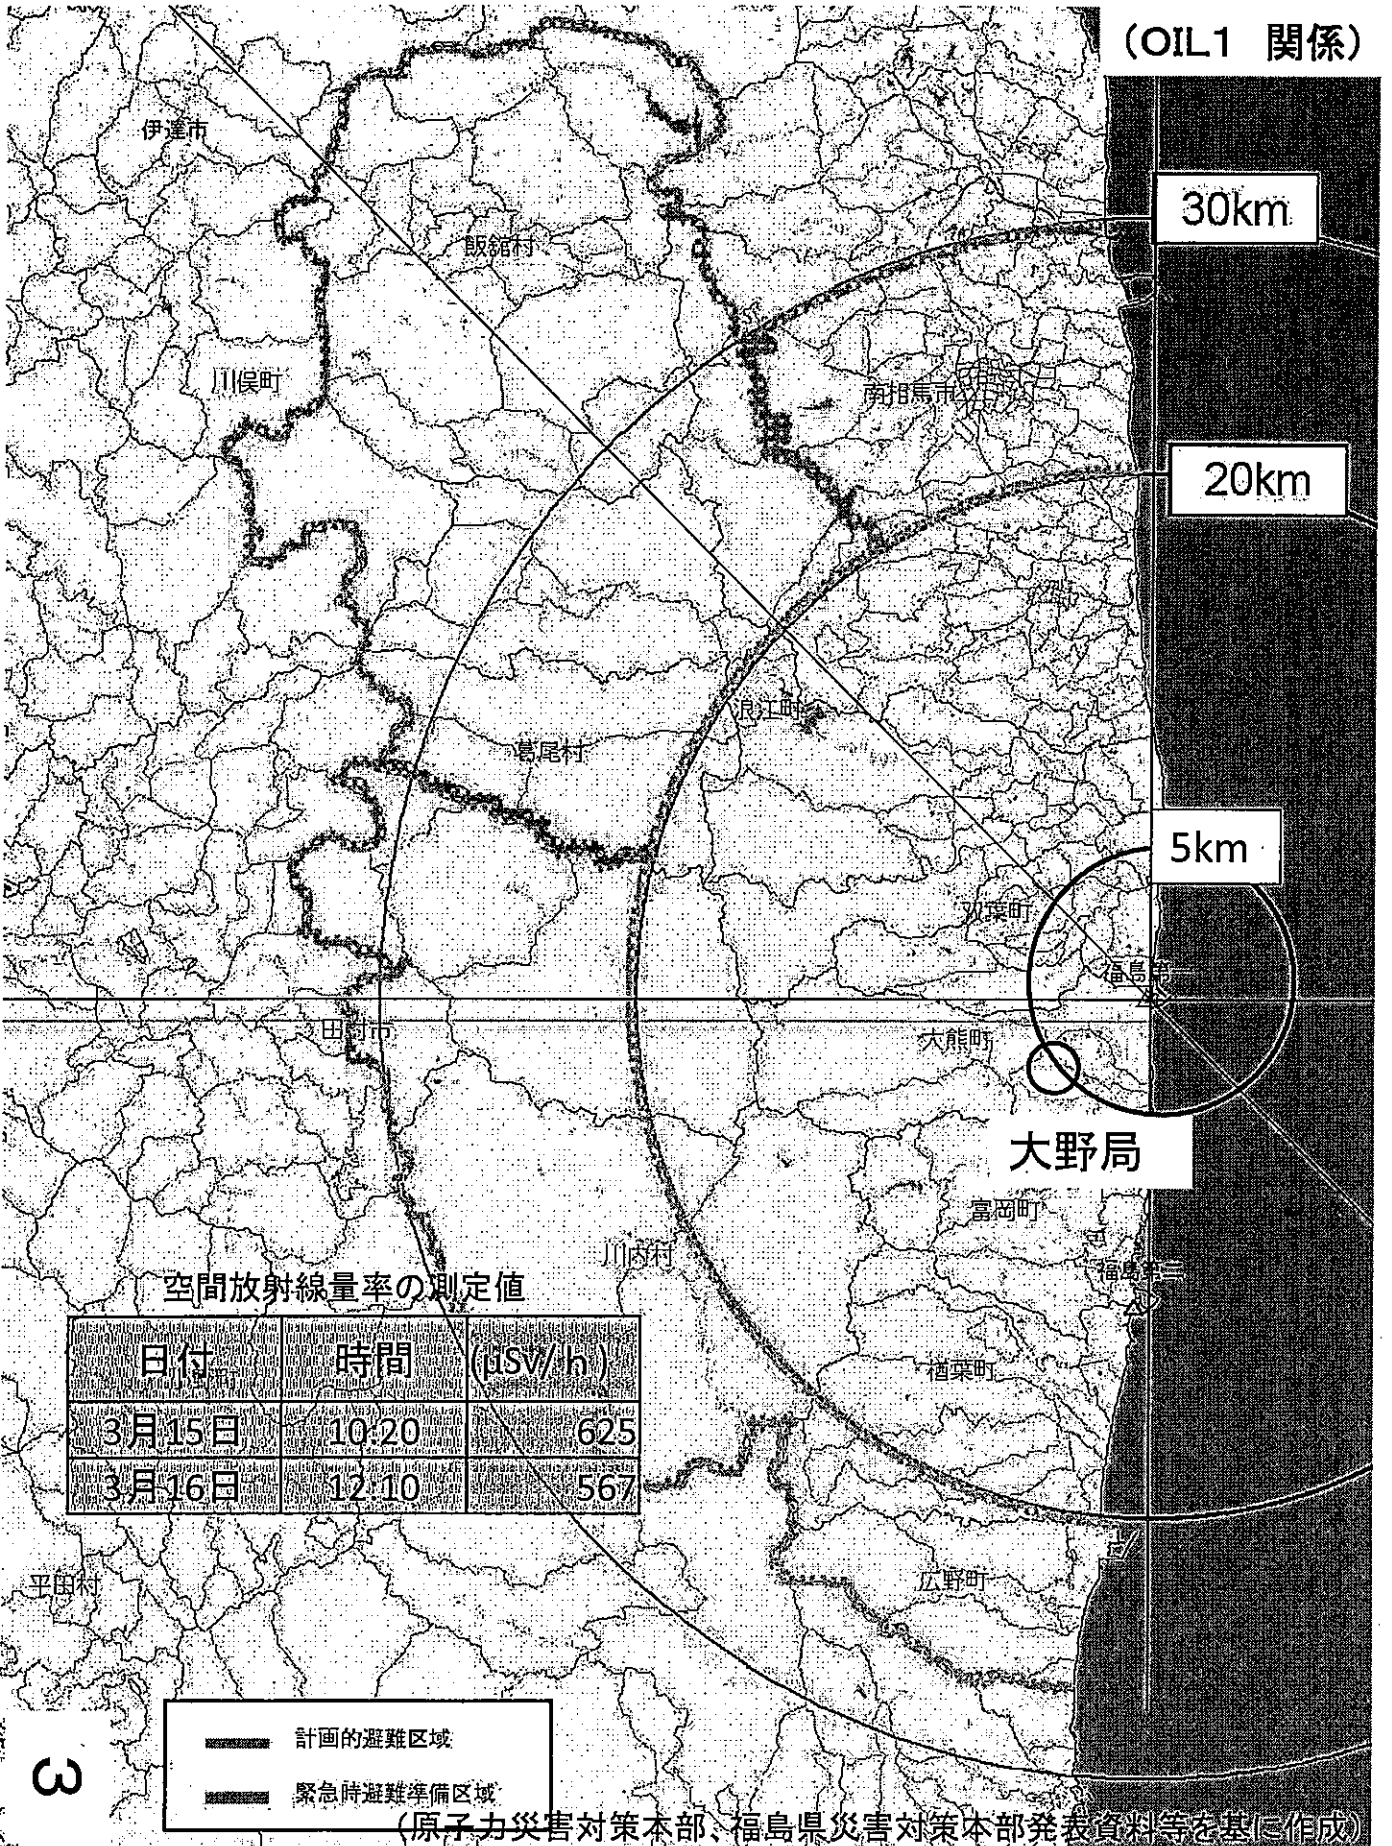 （OIL1　関係）
伊達市
30km
飯舘村
川俣町
南相馬市
20km
浪江町
葛尾村
5km
双葉町
福島第一
田村市
大熊町
大野局
富岡町
川内村
福島第二
空間放射線量率の測定値
日付 時間 (μSv/h)
3月15日 10:20 625
3月16日 12:10 567
楢葉町
広野町
平田村
計画的避難区域
緊急時避難準備区域
3
（原子力災害対策本部、福島県災害対策本部発表資料等を基に作成）